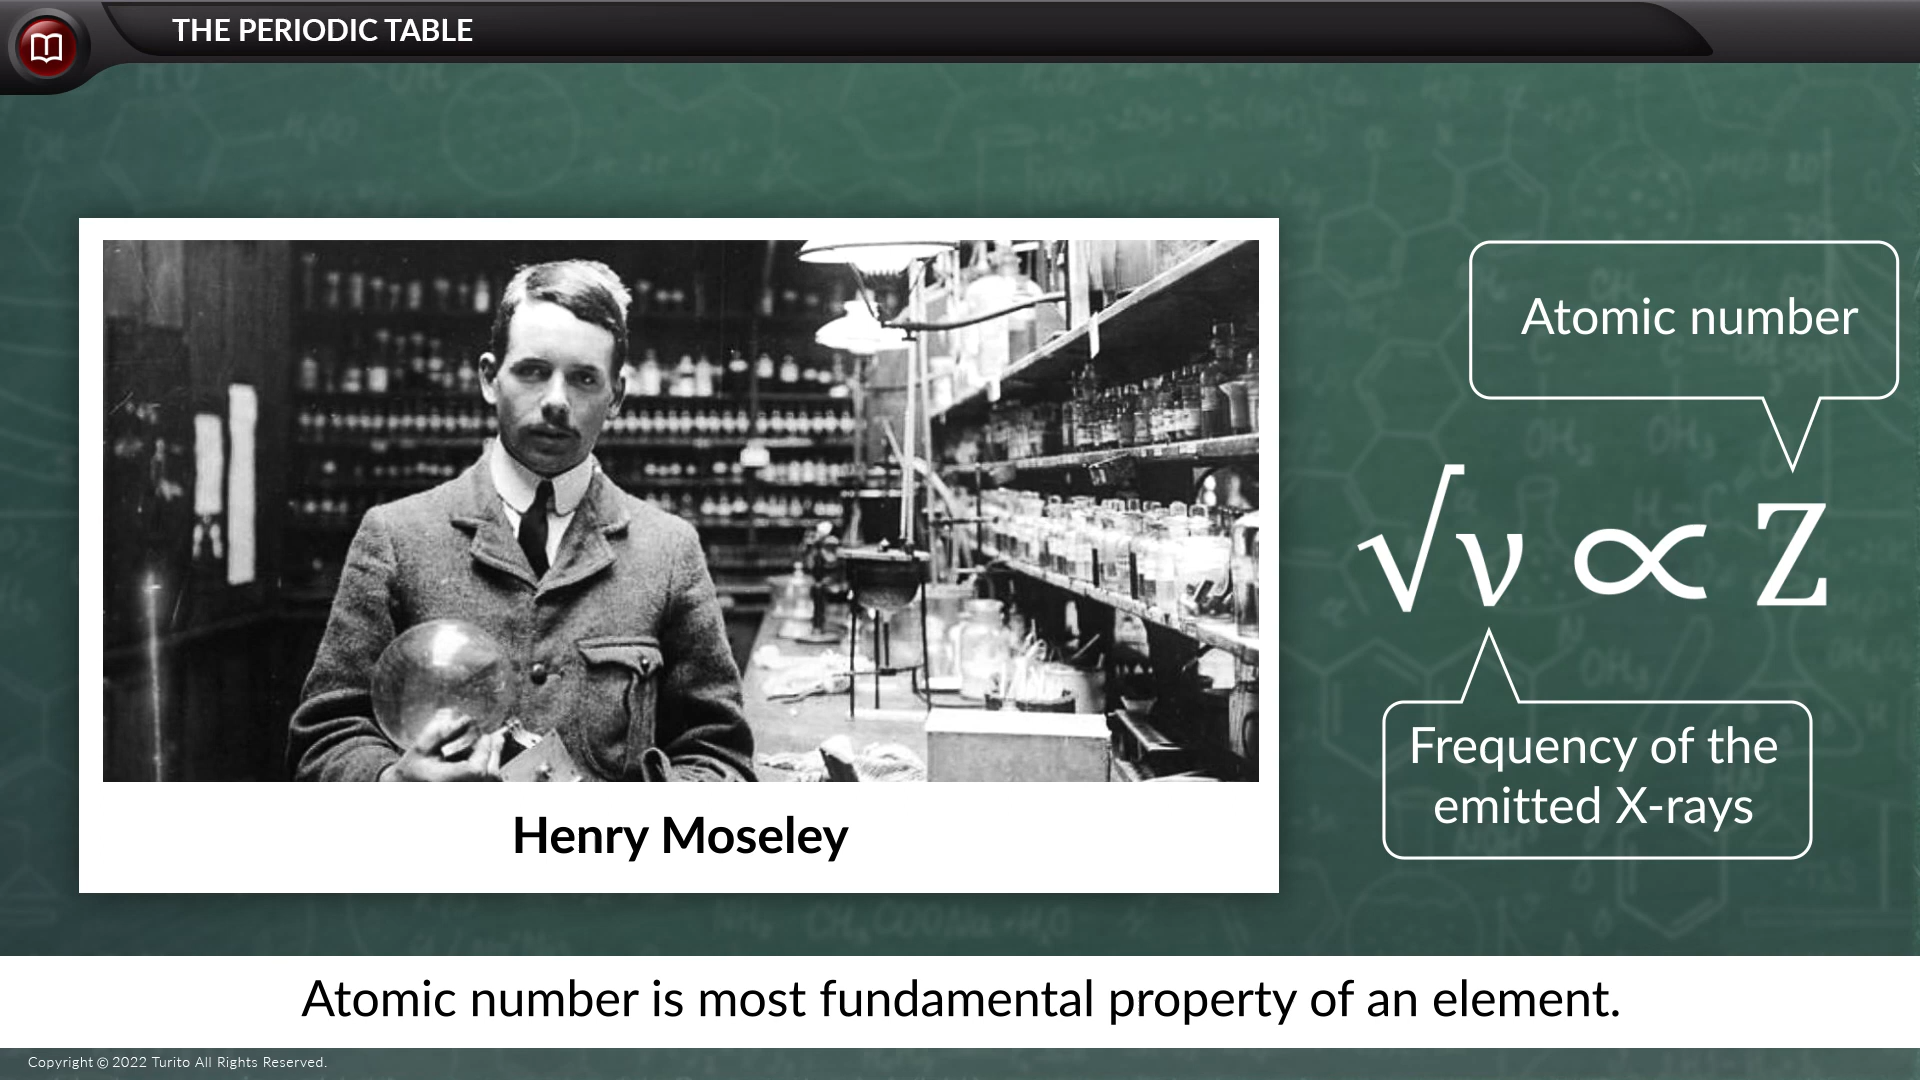 THE PERIODIC TABLE
Atomic number
√ν ∝ Z
Frequency of the
emitted X-rays
Henry Moseley
Atomic number is most fundamental property of an element.
Copyright © 2022 Turito All Rights Reserved.